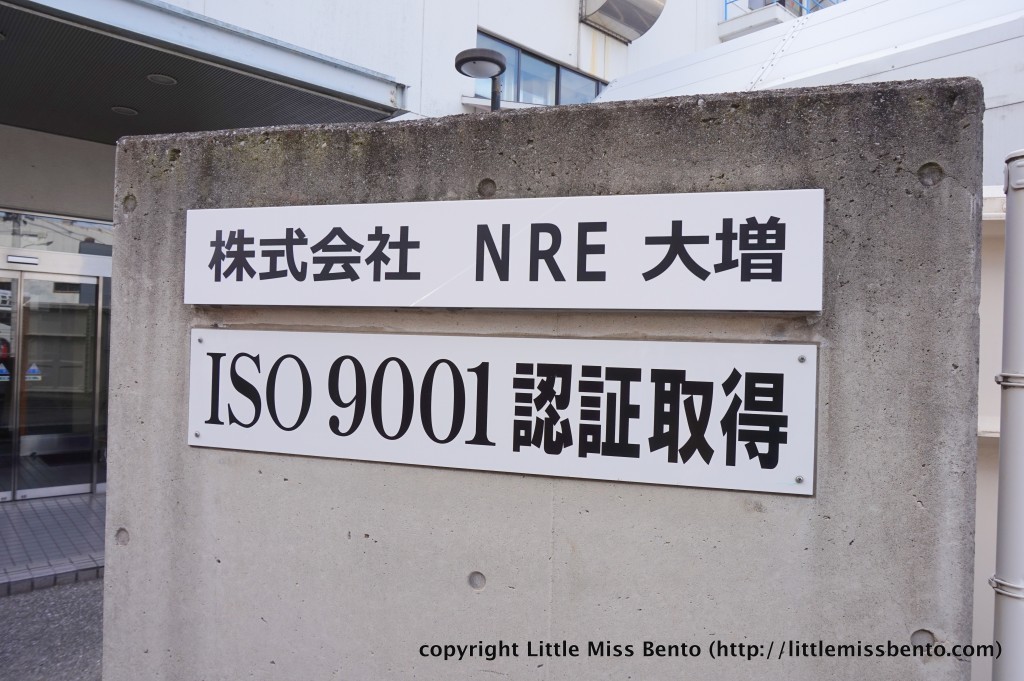 株式会社 NRE 大増
ISO 9001 認証取得
copyright Little Miss Bento (http://littlemissbento.com)